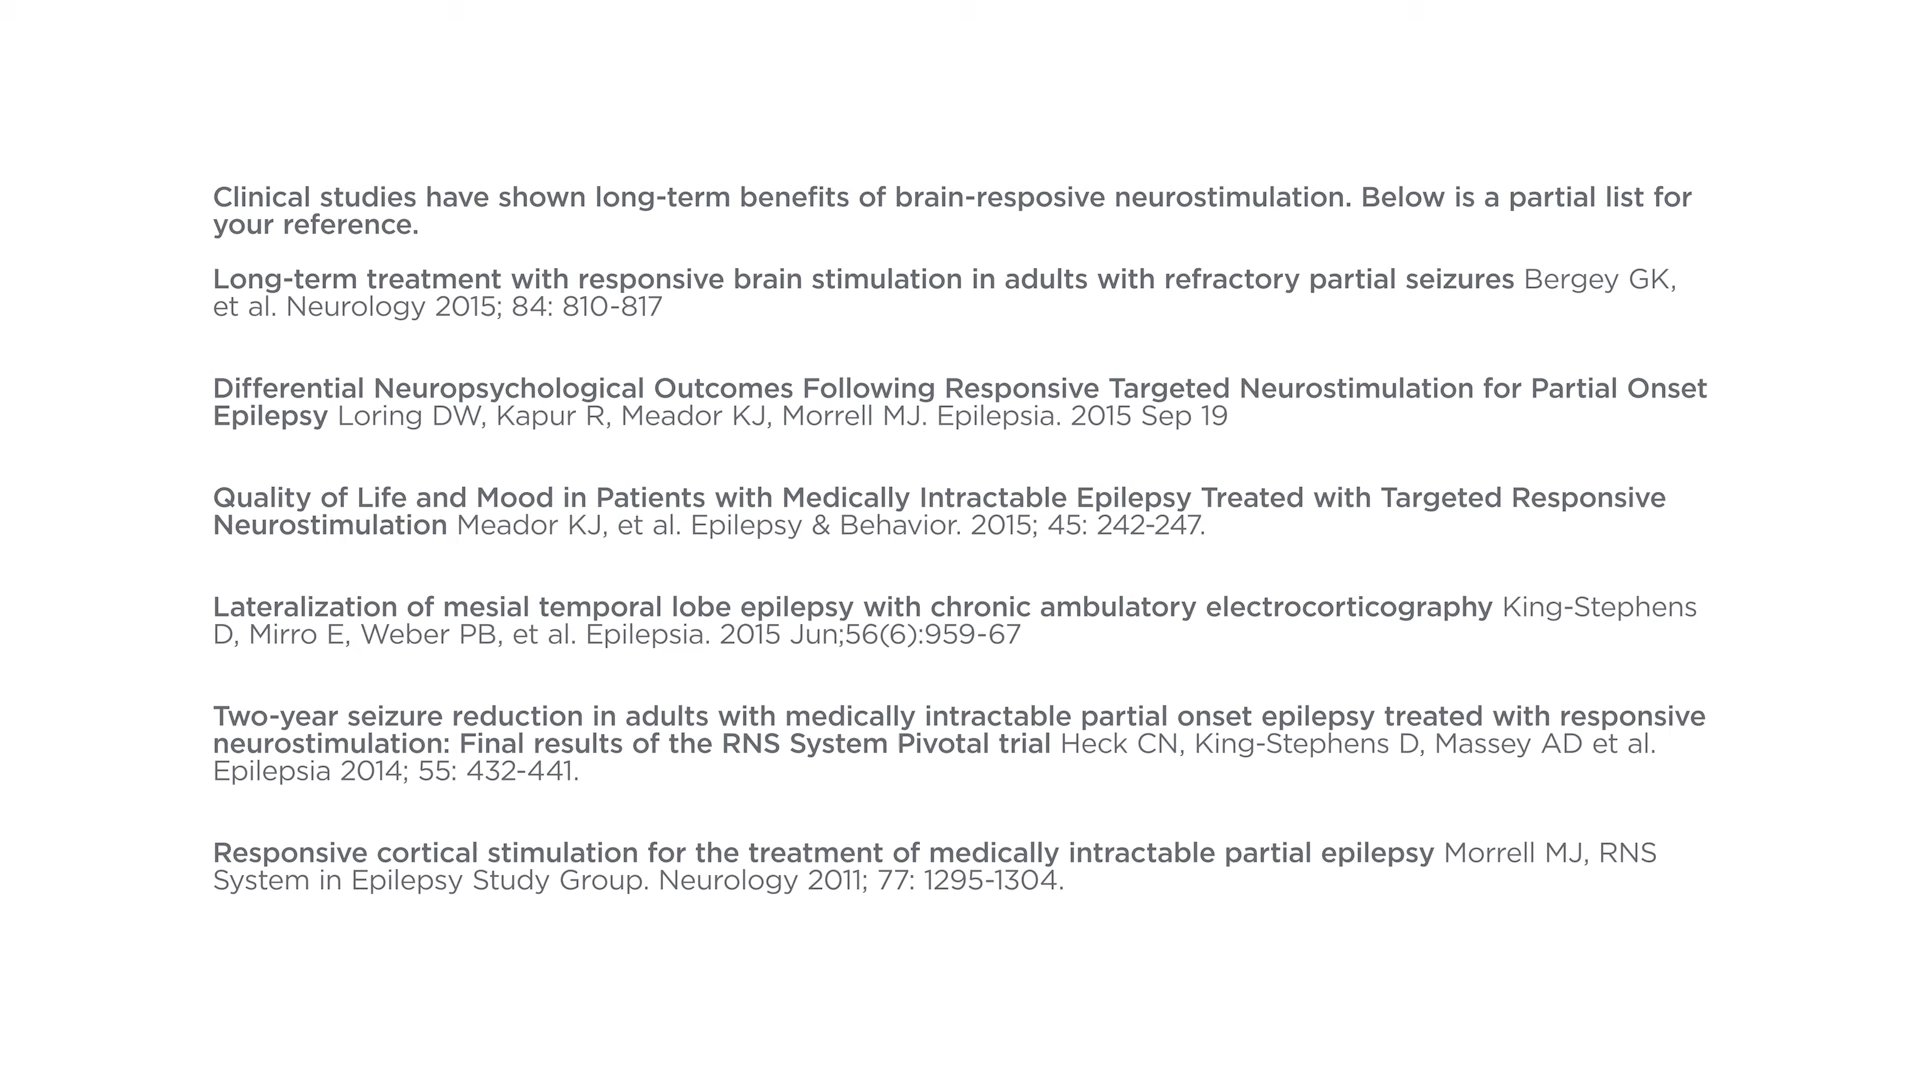 Clinical studies have shown long-term benefits of brain-resposive neurostimulation. Below is a partial list for
your reference.
Long-term treatment with responsive brain stimulation in adults with refractory partial seizures Bergey GK,
et al. Neurology 2015; 84: 810-817
Differential Neuropsychological Outcomes Following Responsive Targeted Neurostimulation for Partial Onset
Epilepsy Loring DW, Kapur R, Meador KJ, Morrell MJ. Epilepsia. 2015 Sep 19
Quality of Life and Mood in Patients with Medically Intractable Epilepsy Treated with Targeted Responsive
Neurostimulation Meador KJ, et al. Epilepsy & Behavior. 2015; 45: 242-247.
Lateralization of mesial temporal lobe epilepsy with chronic ambulatory electrocorticography King-Stephens
D, Mirro E, Weber PB, et al. Epilepsia. 2015 Jun;56(6):959-67
Two-year seizure reduction in adults with medically intractable partial onset epilepsy treated with responsive
neurostimulation: Final results of the RNS System Pivotal trial Heck CN, King-Stephens D, Massey AD et al.
Epilepsia 2014; 55: 432-441.
Responsive cortical stimulation for the treatment of medically intractable partial epilepsy Morrell MJ, RNS
System in Epilepsy Study Group. Neurology 2011; 77: 1295-1304.